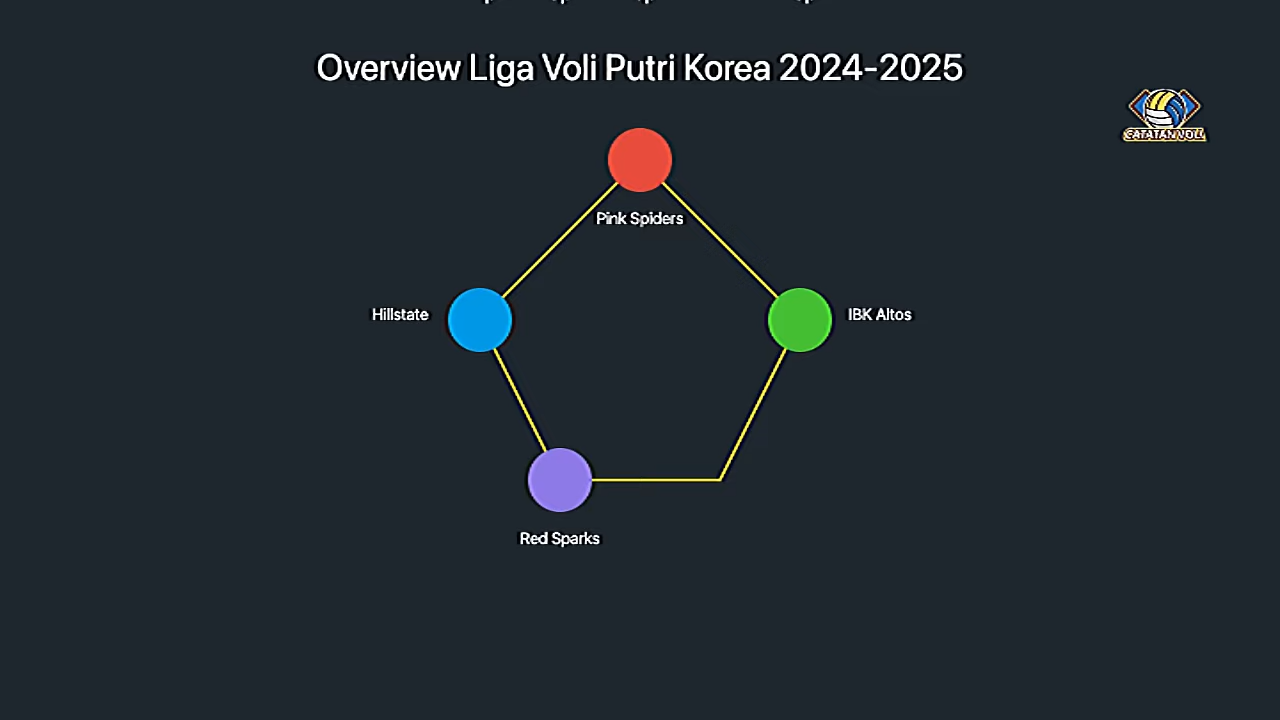 Overview Liga Voli Putri Korea 2024-2025
CATATAN VOLI
Pink Spiders
Hillstate
IBK Altos
Red Sparks